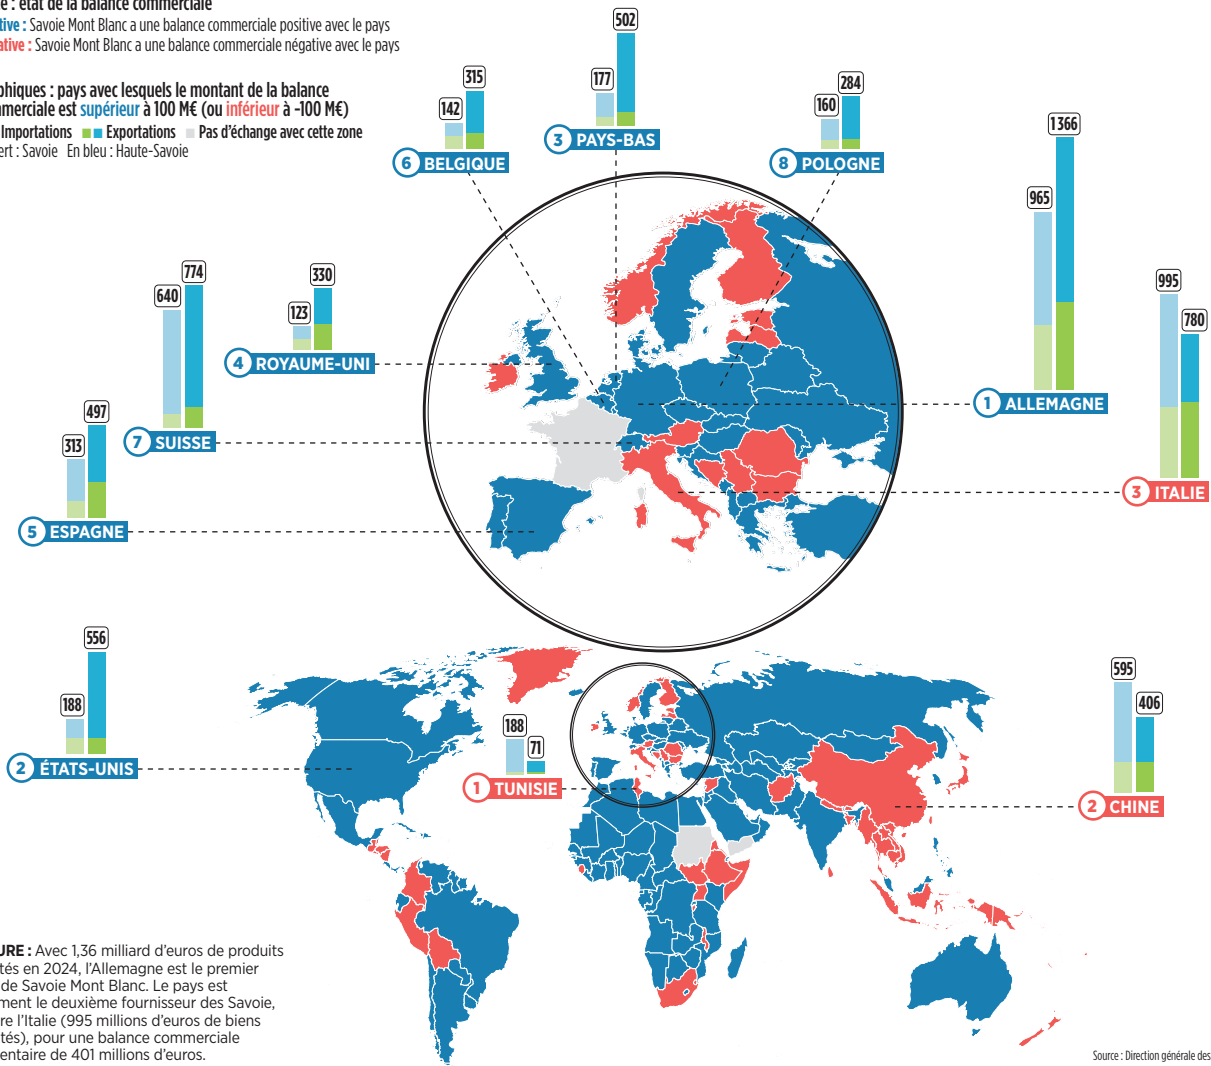 : état de la balance commerciale
tive : Savoie Mont Blanc a une balance commerciale positive avec le pays
ative : Savoie Mont Blanc a une balance commerciale négative avec le pays
phiques : pays avec lesquels le montant de la balance
mmerciale est supérieur à 100 M€ (ou inférieur à -100 M€)
Importations Exportations Pas d'échange avec cette zone
ert : Savoie En bleu : Haute-Savoie
142
315
6 BELGIQUE
177
502
3 PAYS-BAS
160
284
8 POLOGNE
965
1 366
1 ALLEMAGNE
995
780
3 ITALIE
640
774
7 SUISSE
123
330
4 ROYAUME-UNI
313
497
5 ESPAGNE
188
556
2 ÉTATS-UNIS
188
71
1 TUNISIE
595
406
2 CHINE
URE : Avec 1,36 milliard d'euros de produits
tés en 2024, l'Allemagne est le premier
de Savoie Mont Blanc. Le pays est
ment le deuxième fournisseur des Savoie,
re l'Italie (995 millions d'euros de biens
tés), pour une balance commerciale
entaire de 401 millions d'euros.
Source : Direction générale des